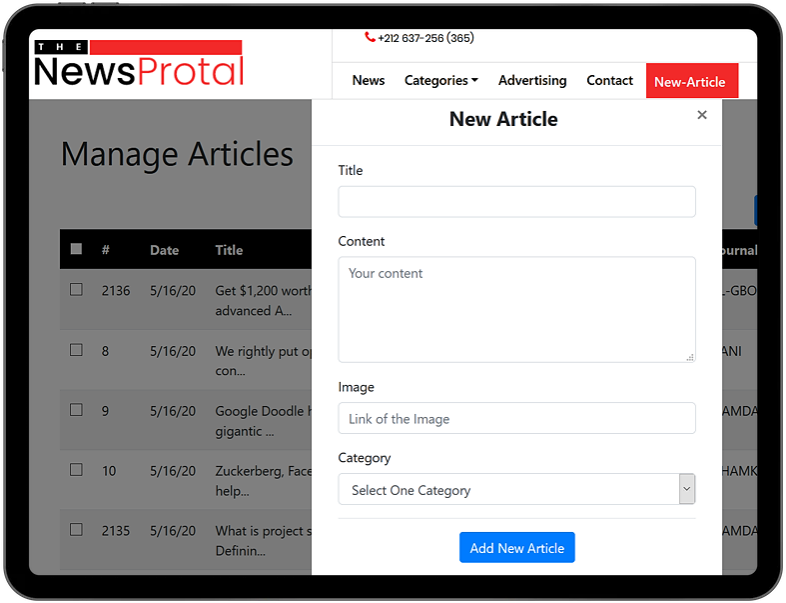 THE
NewsProtal
+212 637-256 (365)
News Categories Advertising Contact New-Article
New Article
×
Manage Articles
Title
Content
Your content
Image
Link of the Image
Category
Select One Category
Add New Article
# Date Title
2136 5/16/20 Get $1,200 worth
advanced A...
-GBO
8 5/16/20 We rightly put
con...
ANI
9 5/16/20 Google Doodle
gigantic ...
AMDA
10 5/16/20 Zuckerberg, Face
help...
HAMK
2135 5/16/20 What is project s
Definin...
AMDA
ournal